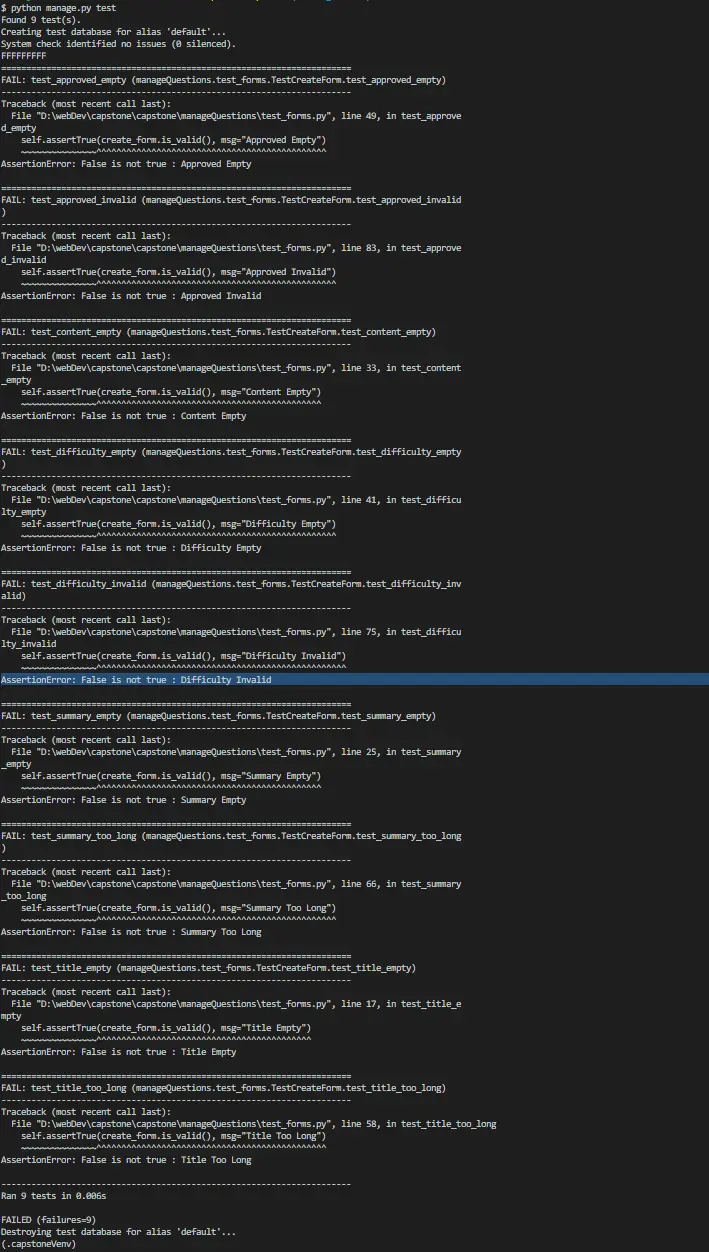 $ python manage.py test
Found 9 test(s).
Creating test database for alias 'default'...
System check identified no issues (0 silenced).
FFFFFFFFF
======================================================================
FAIL: test_approved_empty (manageQuestions.test_forms.TestCreateForm.test_approved_empty)
----------------------------------------------------------------------
Traceback (most recent call last):
  File "D:\webDev\capstone\capstone\manageQuestions\test_forms.py", line 49, in test_approve
d_empty
    self.assertTrue(create_form.is_valid(), msg="Approved Empty")
    ~~~~~~~~~~~~~~~^^^^^^^^^^^^^^^^^^^^^^^^^^^^^^^^^^^^^^^^^^^^^^
AssertionError: False is not true : Approved Empty
======================================================================
FAIL: test_approved_invalid (manageQuestions.test_forms.TestCreateForm.test_approved_invalid
)
----------------------------------------------------------------------
Traceback (most recent call last):
  File "D:\webDev\capstone\capstone\manageQuestions\test_forms.py", line 83, in test_approve
d_invalid
    self.assertTrue(create_form.is_valid(), msg="Approved Invalid")
    ~~~~~~~~~~~~~~~^^^^^^^^^^^^^^^^^^^^^^^^^^^^^^^^^^^^^^^^^^^^^^^^
AssertionError: False is not true : Approved Invalid
======================================================================
FAIL: test_content_empty (manageQuestions.test_forms.TestCreateForm.test_content_empty)
----------------------------------------------------------------------
Traceback (most recent call last):
  File "D:\webDev\capstone\capstone\manageQuestions\test_forms.py", line 33, in test_content
_empty
    self.assertTrue(create_form.is_valid(), msg="Content Empty")
    ~~~~~~~~~~~~~~~^^^^^^^^^^^^^^^^^^^^^^^^^^^^^^^^^^^^^^^^^^^^
AssertionError: False is not true : Content Empty
======================================================================
FAIL: test_difficulty_empty (manageQuestions.test_forms.TestCreateForm.test_difficulty_empty
)
----------------------------------------------------------------------
Traceback (most recent call last):
  File "D:\webDev\capstone\capstone\manageQuestions\test_forms.py", line 41, in test_difficu
lty_empty
    self.assertTrue(create_form.is_valid(), msg="Difficulty Empty")
    ~~~~~~~~~~~~~~~^^^^^^^^^^^^^^^^^^^^^^^^^^^^^^^^^^^^^^^^^^^^^^^^
AssertionError: False is not true : Difficulty Empty
======================================================================
FAIL: test_difficulty_invalid (manageQuestions.test_forms.TestCreateForm.test_difficulty_inv
alid)
----------------------------------------------------------------------
Traceback (most recent call last):
  File "D:\webDev\capstone\capstone\manageQuestions\test_forms.py", line 75, in test_difficu
lty_invalid
    self.assertTrue(create_form.is_valid(), msg="Difficulty Invalid")
    ~~~~~~~~~~~~~~~^^^^^^^^^^^^^^^^^^^^^^^^^^^^^^^^^^^^^^^^^^^^^^^^^^
AssertionError: False is not true : Difficulty Invalid
======================================================================
FAIL: test_summary_empty (manageQuestions.test_forms.TestCreateForm.test_summary_empty)
----------------------------------------------------------------------
Traceback (most recent call last):
  File "D:\webDev\capstone\capstone\manageQuestions\test_forms.py", line 25, in test_summary
_empty
    self.assertTrue(create_form.is_valid(), msg="Summary Empty")
    ~~~~~~~~~~~~~~~^^^^^^^^^^^^^^^^^^^^^^^^^^^^^^^^^^^^^^^^^^^^
AssertionError: False is not true : Summary Empty
======================================================================
FAIL: test_summary_too_long (manageQuestions.test_forms.TestCreateForm.test_summary_too_long
)
----------------------------------------------------------------------
Traceback (most recent call last):
  File "D:\webDev\capstone\capstone\manageQuestions\test_forms.py", line 66, in test_summary
_too_long
    self.assertTrue(create_form.is_valid(), msg="Summary Too Long")
    ~~~~~~~~~~~~~~~^^^^^^^^^^^^^^^^^^^^^^^^^^^^^^^^^^^^^^^^^^^^^^^^
AssertionError: False is not true : Summary Too Long
======================================================================
FAIL: test_title_empty (manageQuestions.test_forms.TestCreateForm.test_title_empty)
----------------------------------------------------------------------
Traceback (most recent call last):
  File "D:\webDev\capstone\capstone\manageQuestions\test_forms.py", line 17, in test_title_e
mpty
    self.assertTrue(create_form.is_valid(), msg="Title Empty")
    ~~~~~~~~~~~~~~~^^^^^^^^^^^^^^^^^^^^^^^^^^^^^^^^^^^^^^^^^^
AssertionError: False is not true : Title Empty
======================================================================
FAIL: test_title_too_long (manageQuestions.test_forms.TestCreateForm.test_title_too_long)
----------------------------------------------------------------------
Traceback (most recent call last):
  File "D:\webDev\capstone\capstone\manageQuestions\test_forms.py", line 58, in test_title_too_long
    self.assertTrue(create_form.is_valid(), msg="Title Too Long")
    ~~~~~~~~~~~~~~~^^^^^^^^^^^^^^^^^^^^^^^^^^^^^^^^^^^^^^^^^^^^^
AssertionError: False is not true : Title Too Long
----------------------------------------------------------------------
Ran 9 tests in 0.006s
FAILED (failures=9)
Destroying test database for alias 'default'...
(.capstoneVenv)